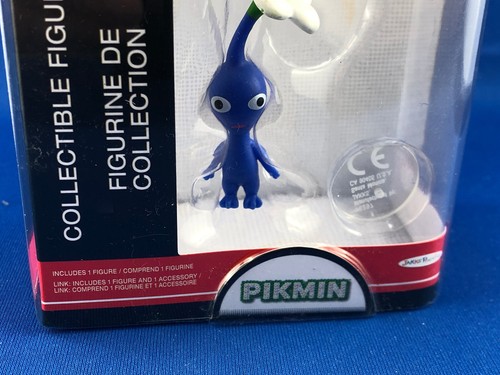 COLLECTIBLE FIGU
FIGURINE DE
COLLECTION
CE
INCLUDES 1 FIGURE / COMPREND 1 FIGURINE
LINK: INCLUDES 1 FIGURE AND 1 ACCESSORY /
LINK: COMPREND 1 FIGURINE ET 1 ACCESSOIRE
PIKMIN